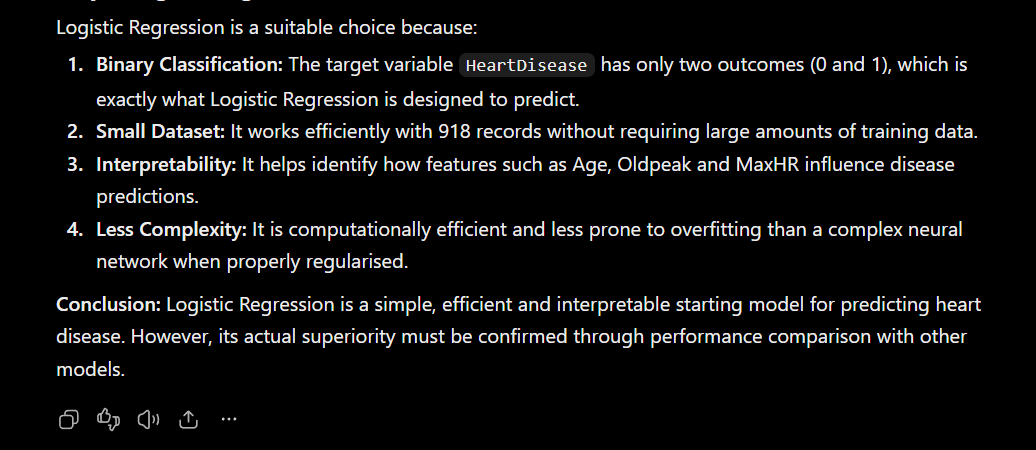 Logistic Regression is a suitable choice because:
1. Binary Classification: The target variable HeartDisease has only two outcomes (0 and 1), which is
exactly what Logistic Regression is designed to predict.
2. Small Dataset: It works efficiently with 918 records without requiring large amounts of training data.
3. Interpretability: It helps identify how features such as Age, Oldpeak and MaxHR influence disease
predictions.
4. Less Complexity: It is computationally efficient and less prone to overfitting than a complex neural
network when properly regularised.
Conclusion: Logistic Regression is a simple, efficient and interpretable starting model for predicting heart
disease. However, its actual superiority must be confirmed through performance comparison with other
models.